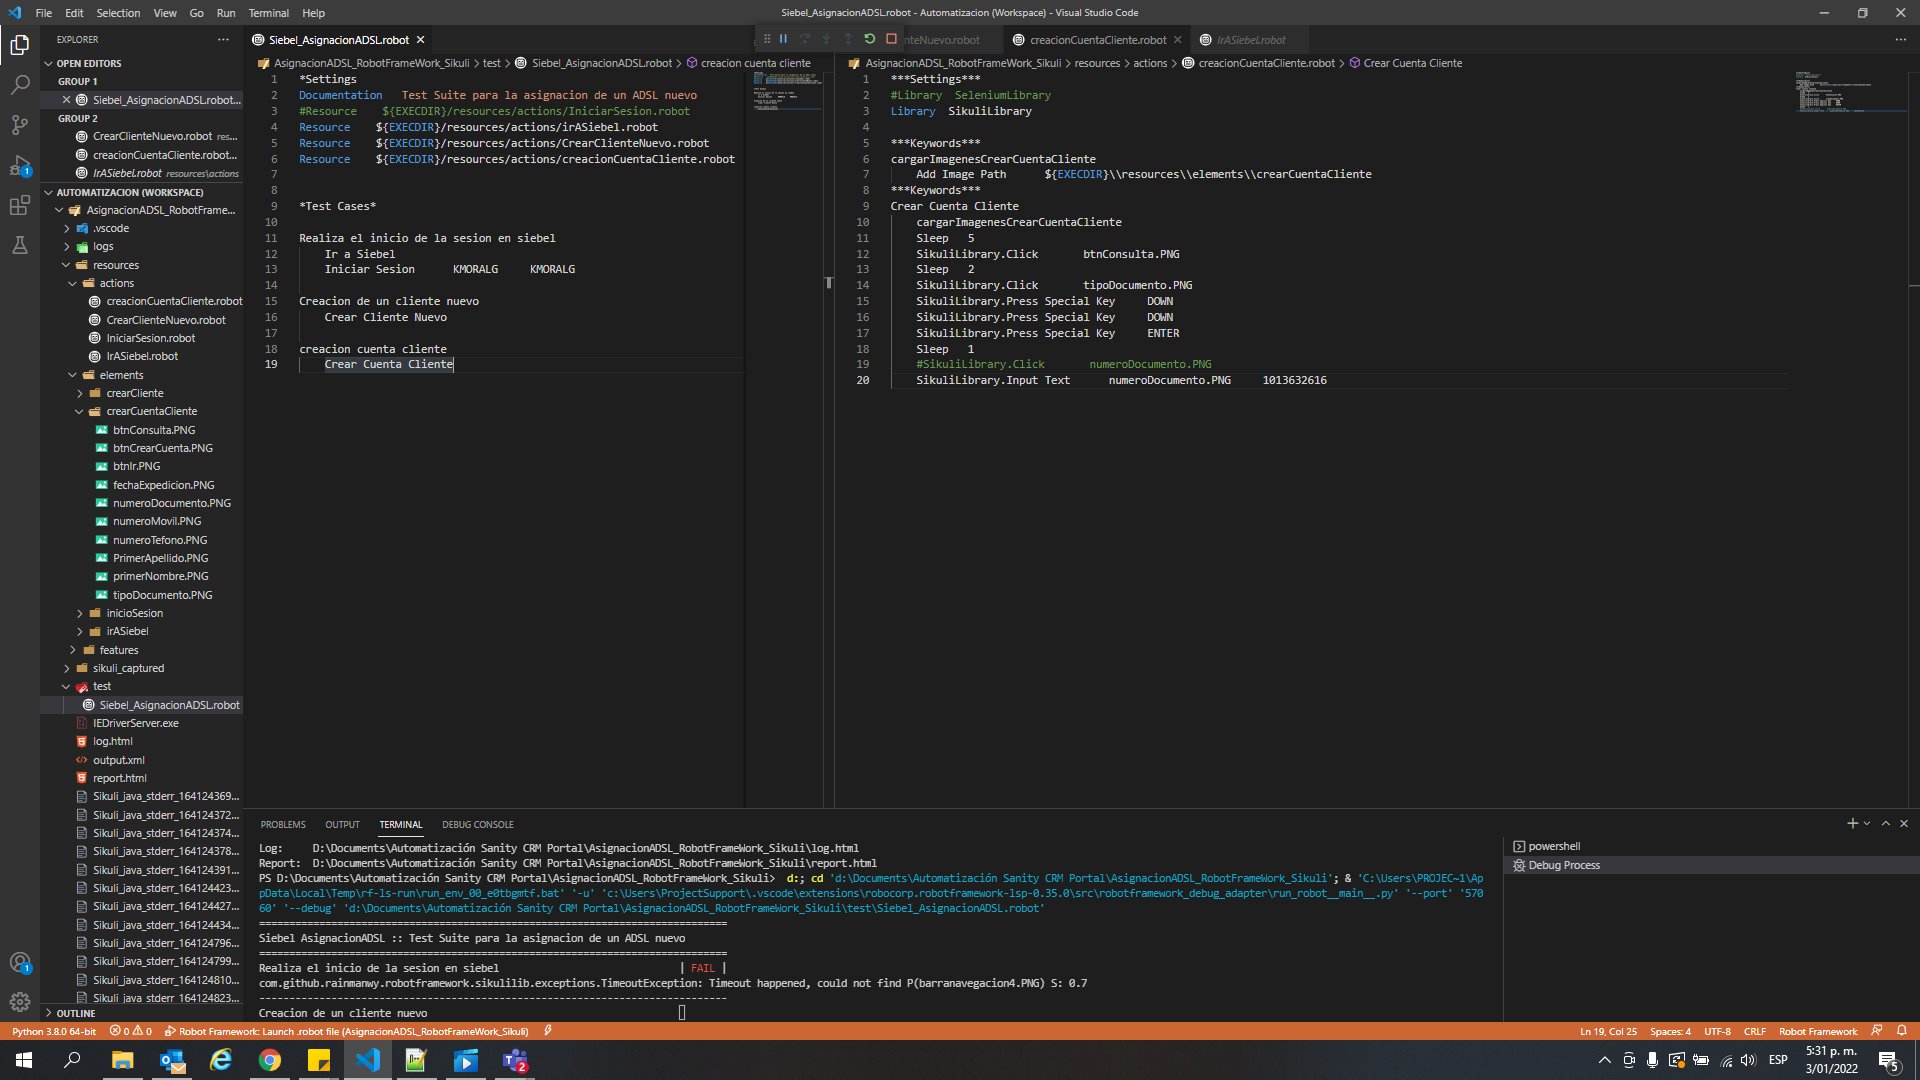 File Edit Selection View Go Run Terminal Help
Siebel_AsignacionADSL.robot - Automatizacion (Workspace) - Visual Studio Code
EXPLORER
OPEN EDITORS
GROUP 1
Siebel_AsignacionADSL.robot...
GROUP 2
CrearClienteNuevo.robot res...
creacionCuentaCliente.robot...
IrASiebel.robot resources\actions
AUTOMATIZACION (WORKSPACE)
AsignacionADSL_RobotFrame...
.vscode
logs
resources
actions
creacionCuentaCliente.robot
CrearClienteNuevo.robot
IniciarSesion.robot
IrASiebel.robot
elements
crearCliente
crearCuentaCliente
btnConsulta.PNG
btnCrearCuenta.PNG
btnIr.PNG
fechaExpedicion.PNG
numeroDocumento.PNG
numeroMovil.PNG
numeroTefono.PNG
PrimerApellido.PNG
primerNombre.PNG
tipoDocumento.PNG
inicioSesion
irASiebel
features
sikuli_captured
test
Siebel_AsignacionADSL.robot
IEDriverServer.exe
log.html
output.xml
report.html
Sikuli_java_stderr_164124369...
Sikuli_java_stderr_164124372...
Sikuli_java_stderr_164124374...
Sikuli_java_stderr_164124378...
Sikuli_java_stderr_164124391...
Sikuli_java_stderr_164124423...
Sikuli_java_stderr_164124427...
Sikuli_java_stderr_164124434...
Sikuli_java_stderr_164124796...
Sikuli_java_stderr_164124799...
Sikuli_java_stderr_164124810...
Sikuli_java_stderr_164124823...
OUTLINE
Siebel_AsignacionADSL.robot
AsignacionADSL_RobotFrameWork_Sikuli > test > Siebel_AsignacionADSL.robot > creacion cuenta cliente
1 *Settings
2 Documentation Test Suite para la asignacion de un ADSL nuevo
3 #Resource ${EXECDIR}/resources/actions/IniciarSesion.robot
4 Resource ${EXECDIR}/resources/actions/irASiebel.robot
5 Resource ${EXECDIR}/resources/actions/CrearClienteNuevo.robot
6 Resource ${EXECDIR}/resources/actions/creacionCuentaCliente.robot
7
8
9 *Test Cases*
10
11 Realiza el inicio de la sesion en siebel
12 Ir a Siebel
13 Iniciar Sesion KMORALG KMORALG
14
15 Creacion de un cliente nuevo
16 Crear Cliente Nuevo
17
18 creacion cuenta cliente
19 Crear Cuenta Cliente
nteNuevo.robot creacionCuentaCliente.robot IrASiebel.robot
AsignacionADSL_RobotFrameWork_Sikuli > resources > actions > creacionCuentaCliente.robot > Crear Cuenta Cliente
1 ***Settings***
2 #Library SeleniumLibrary
3 Library SikuliLibrary
4
5 ***Keywords***
6 cargarImagenesCrearCuentaCliente
7 Add Image Path ${EXECDIR}\\resources\\elements\\crearCuentaCliente
8 ***Keywords***
9 Crear Cuenta Cliente
10 cargarImagenesCrearCuentaCliente
11 Sleep 5
12 SikuliLibrary.Click btnConsulta.PNG
13 Sleep 2
14 SikuliLibrary.Click tipoDocumento.PNG
15 SikuliLibrary.Press Special Key DOWN
16 SikuliLibrary.Press Special Key DOWN
17 SikuliLibrary.Press Special Key ENTER
18 Sleep 1
19 #SikuliLibrary.Click numeroDocumento.PNG
20 SikuliLibrary.Input Text numeroDocumento.PNG 1013632616
PROBLEMS OUTPUT TERMINAL DEBUG CONSOLE
Log: D:\Documents\Automatización Sanity CRM Portal\AsignacionADSL_RobotFrameWork_Sikuli\log.html
Report: D:\Documents\Automatización Sanity CRM Portal\AsignacionADSL_RobotFrameWork_Sikuli\report.html
PS D:\Documents\Automatización Sanity CRM Portal\AsignacionADSL_RobotFrameWork_Sikuli> d:; cd 'd:\Documents\Automatización Sanity CRM Portal\AsignacionADSL_RobotFrameWork_Sikuli'; & 'C:\Users\PROJEC~1\Ap
pData\Local\Temp\rf-ls-run\run_env_00_e0tbgmtf.bat' '-u' 'c:\Users\ProjectSupport\.vscode\extensions\robocorp.robotframework-lsp-0.35.0\src\robotframework_debug_adapter\run_robot__main__.py' '--port' '570
60' '--debug' 'd:\Documents\Automatización Sanity CRM Portal\AsignacionADSL_RobotFrameWork_Sikuli\test\Siebel_AsignacionADSL.robot'
==============================================================================
Siebel AsignacionADSL :: Test Suite para la asignacion de un ADSL nuevo
==============================================================================
Realiza el inicio de la sesion en siebel | FAIL |
com.github.rainmanwy.robotframework.sikulilib.exceptions.TimeoutException: Timeout happened, could not find P(barranavegacion4.PNG) S: 0.7
------------------------------------------------------------------------------
Creacion de un cliente nuevo
powershell
Debug Process
Python 3.8.0 64-bit 0 0 Robot Framework: Launch .robot file (AsignacionADSL_RobotFrameWork_Sikuli)
Ln 19, Col 25 Spaces: 4 UTF-8 CRLF Robot Framework
ESP
5:31 p. m.
3/01/2022
5